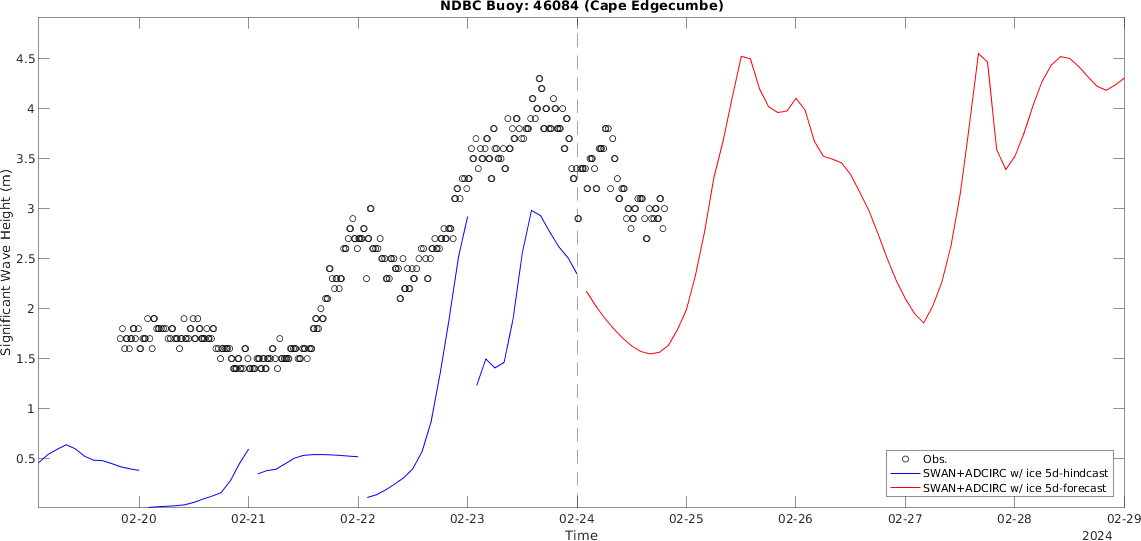 NDBC Buoy: 46084 (Cape Edgecumbe)
Significant Wave Height (m)
4.5
4
3.5
3
2.5
2
1.5
1
0.5
Obs.
SWAN+ADCIRC w/ ice 5d-hindcast
SWAN+ADCIRC w/ ice 5d-forecast
02-20 02-21 02-22 02-23 02-24 02-25 02-26 02-27 02-28 02-29
Time
2024